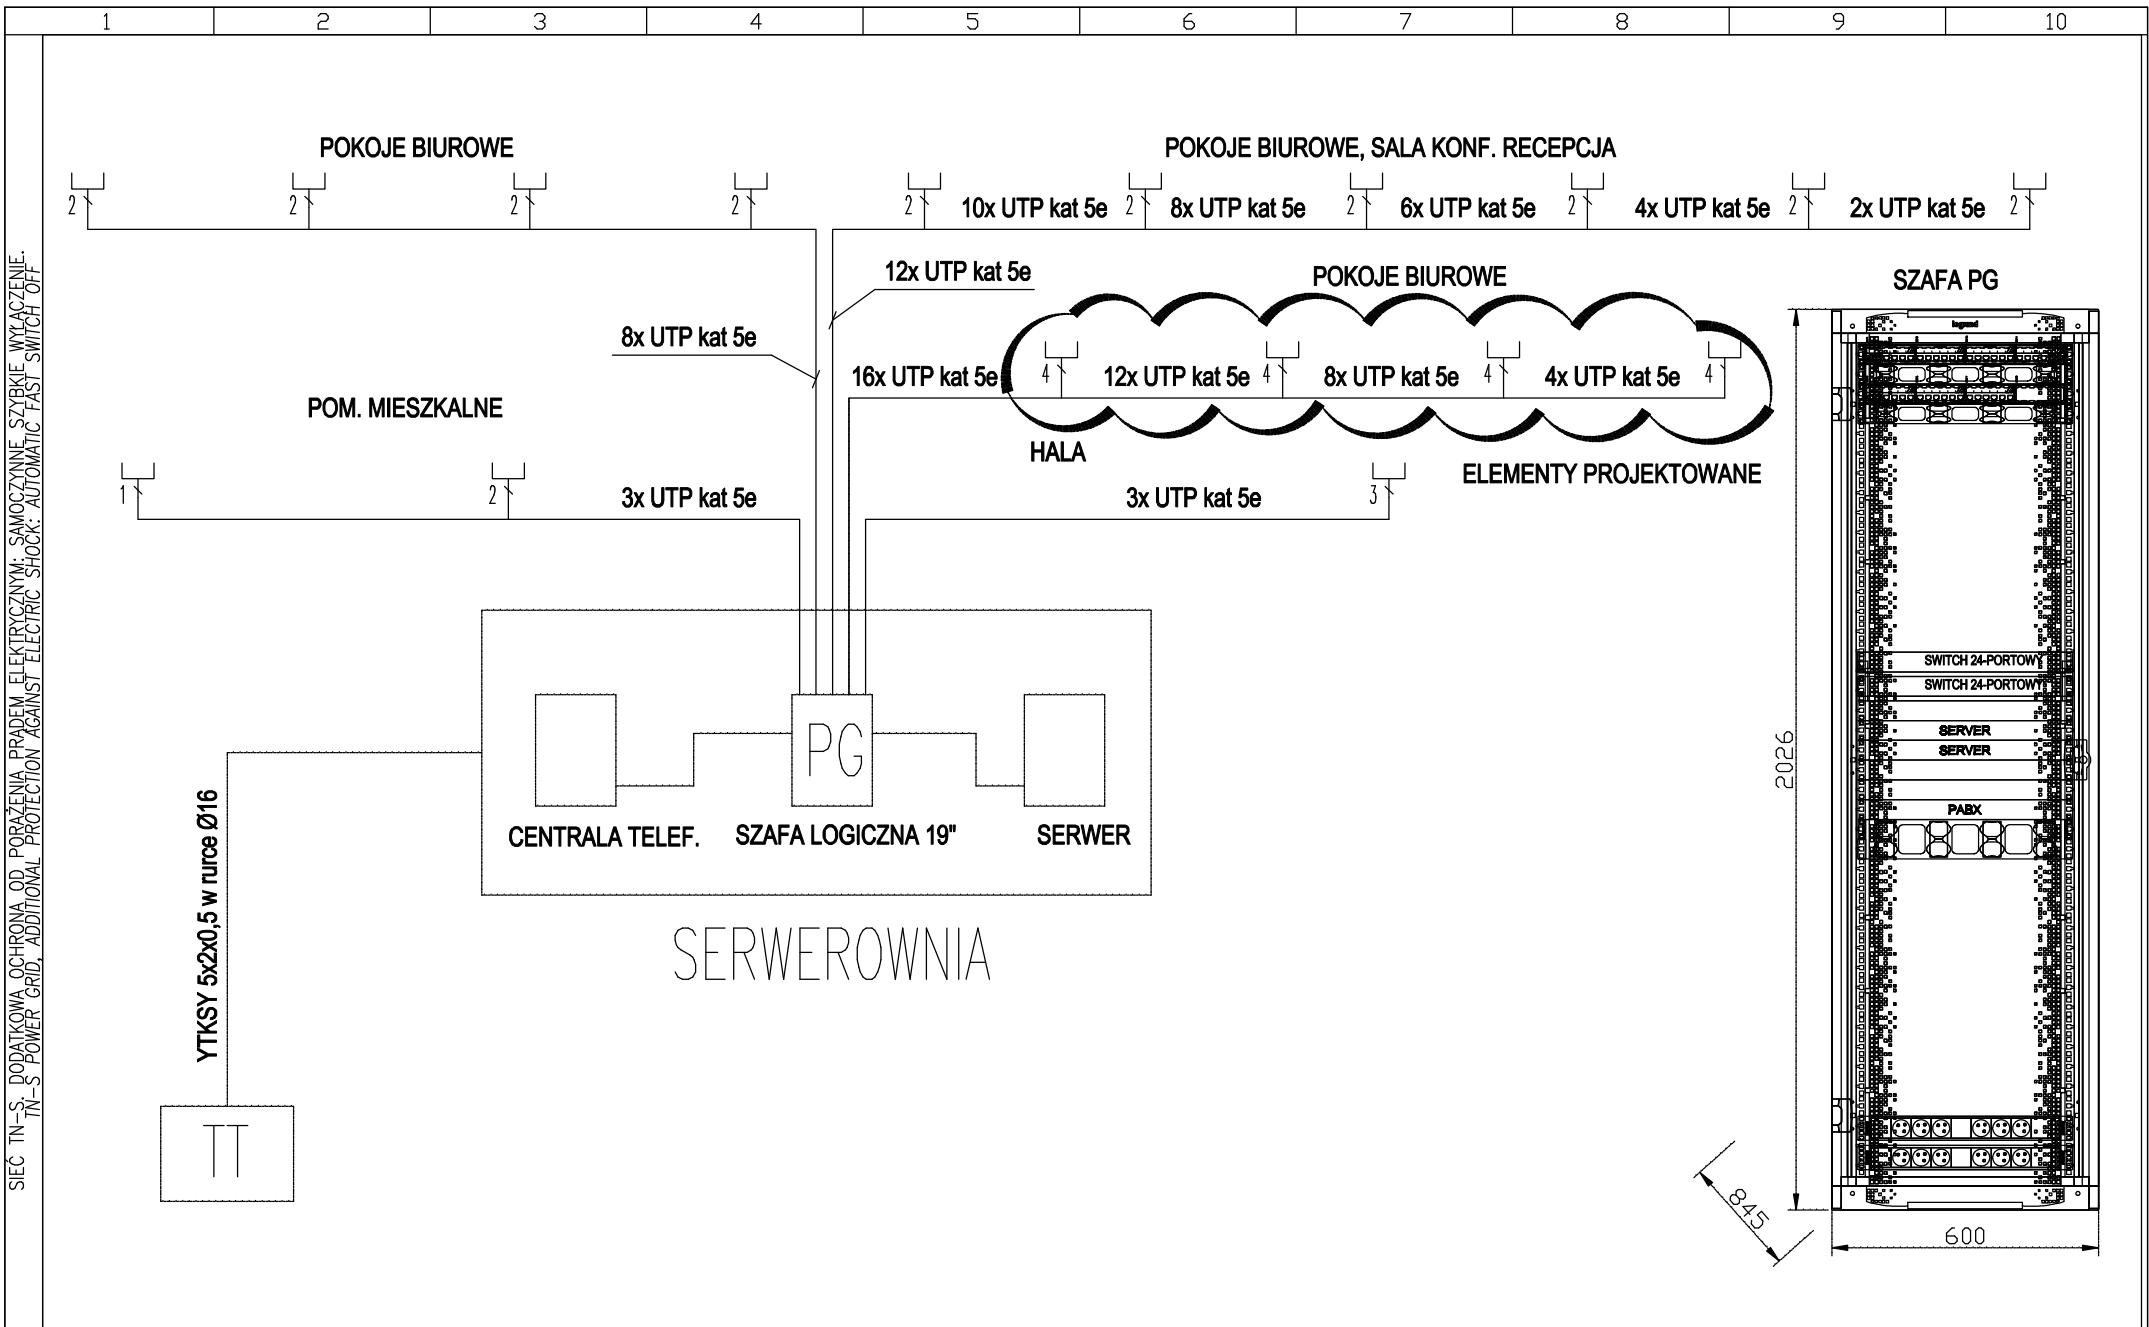 1 2 3 4 5 6 7 8 9 10
SIEĆ TN-S. DODATKOWA OCHRONA OD PORAŻENIA PRĄDEM ELEKTRYCZNYM: SAMOCZYNNE SZYBKIE WYŁĄCZENIE.
TN-S POWER GRID, ADDITIONAL PROTECTION AGAINST ELECTRIC SHOCK: AUTOMATIC FAST SWITCH OFF
POKOJE BIUROWE
POKOJE BIUROWE, SALA KONF. RECEPCJA
2 2 2 2 2 10x UTP kat 5e 2 8x UTP kat 5e 2 6x UTP kat 5e 2 4x UTP kat 5e 2 2x UTP kat 5e 2
12x UTP kat 5e
8x UTP kat 5e
POKOJE BIUROWE
16x UTP kat 5e 4 12x UTP kat 5e 4 8x UTP kat 5e 4 4x UTP kat 5e 4
POM. MIESZKALNE
HALA
ELEMENTY PROJEKTOWANE
1 2 3x UTP kat 5e
3x UTP kat 5e 3
PG
CENTRALA TELEF.
SZAFA LOGICZNA 19"
SERWER
SERWEROWNIA
YTKSY 5x2x0,5 w rurce Ø16
TT
SZAFA PG
legrand
SWITCH 24-PORTOWY
SWITCH 24-PORTOWY
SERVER
SERVER
PABX
2026
845
600